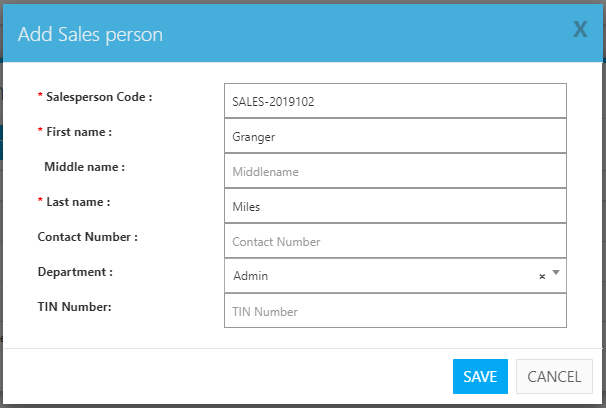 Add Sales person X
* Salesperson Code : SALES-2019102
* First name : Granger
Middle name : Middlename
* Last name : Miles
Contact Number : Contact Number
Department : Admin ×
TIN Number: TIN Number
SAVE CANCEL